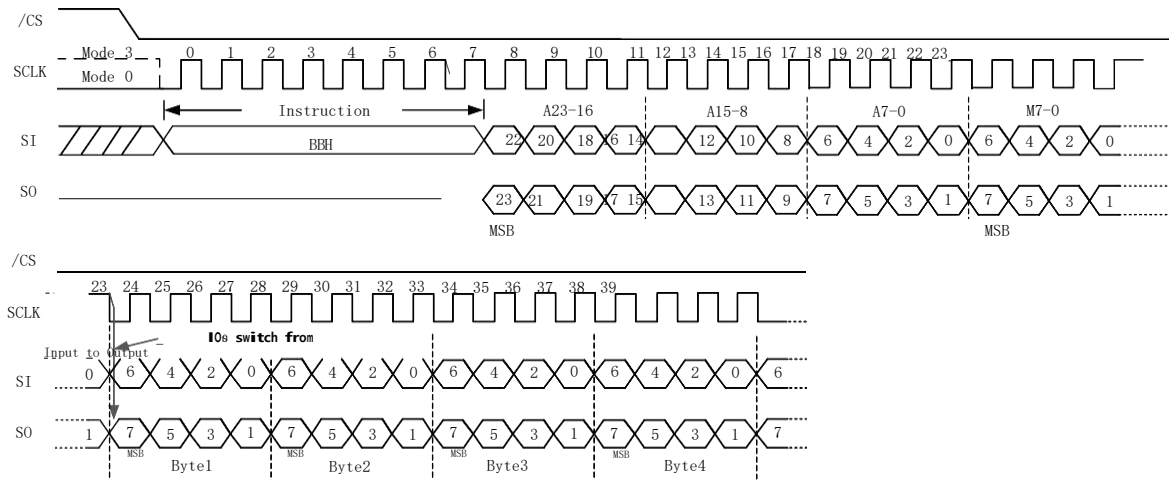 /CS
Mode 3 0 1 2 3 4 5 6 7 8 9 10 11 12 13 14 15 16 17 18 19 20 21 22 23
SCLK
Mode 0
Instruction A23-16 A15-8 A7-0 M7-0
SI BBH 22 20 18 16 14 12 10 8 6 4 2 0 6 4 2 0
SO 23 21 19 17 15 13 11 9 7 5 3 1 7 5 3 1
MSB MSB
/CS
23 24 25 26 27 28 29 30 31 32 33 34 35 36 37 38 39
SCLK
IOs switch from
Input to Output
SI 0 6 4 2 0 6 4 2 0 6 4 2 0 6 4 2 0 6
SO 1 7 5 3 1 7 5 3 1 7 5 3 1 7 5 3 1 7
MSB MSB MSB MSB
Byte1 Byte2 Byte3 Byte4